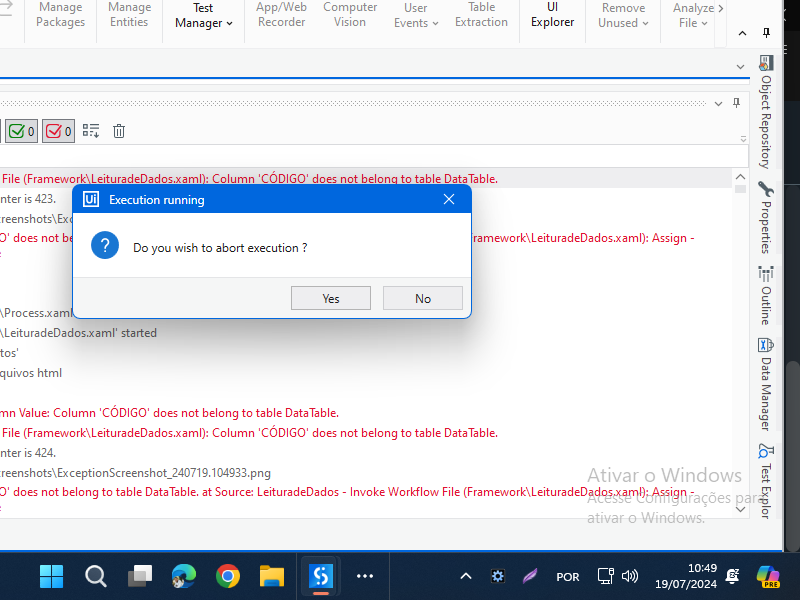 Manage
Packages
Manage
Entities
Test
Manager
App/Web
Recorder
Computer
Vision
User
Events
Table
Extraction
UI
Explorer
Remove
Unused
Analyze
File
0
0
File (Framework\LeituradeDados.xaml): Column 'CÓDIGO' does not belong to table DataTable.
nter is 423.
reenshots\Exc
O' does not be
ramework\LeituradeDados.xaml): Assign -
Ui Execution running
Do you wish to abort execution ?
Yes
No
\Process.xaml
\LeituradeDados.xaml' started
tos'
quivos html
mn Value: Column 'CÓDIGO' does not belong to table DataTable.
File (Framework\LeituradeDados.xaml): Column 'CÓDIGO' does not belong to table DataTable.
nter is 424.
reenshots\ExceptionScreenshot_240719.104933.png
O' does not belong to table DataTable. at Source: LeituradeDados - Invoke Workflow File (Framework\LeituradeDados.xaml): Assign -
Object Repository
Properties
Outline
Data Manager
Test Explor
Ativar o Windows
Acesse Configurações para
ativar o Windows.
POR
10:49
19/07/2024
PRE